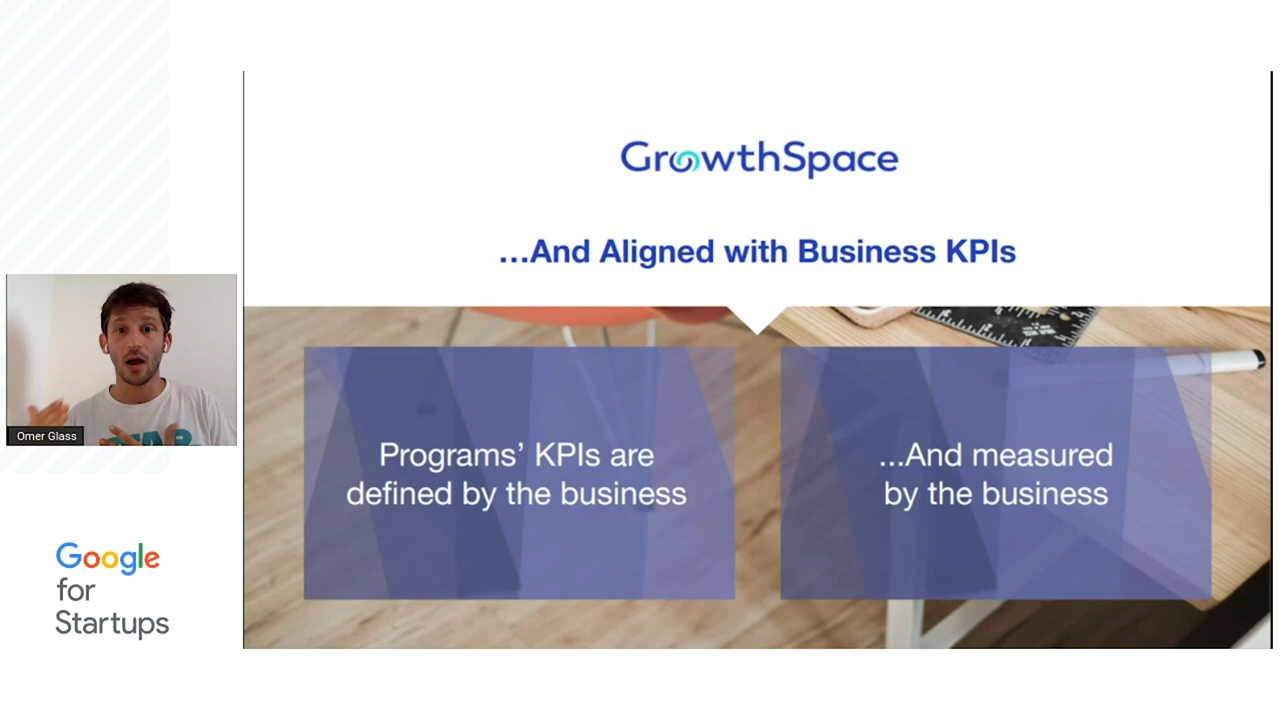 GrowthSpace
...And Aligned with Business KPIs
Omer Glass
Programs’ KPIs are
defined by the business
...And measured
by the business
Google
for
Startups